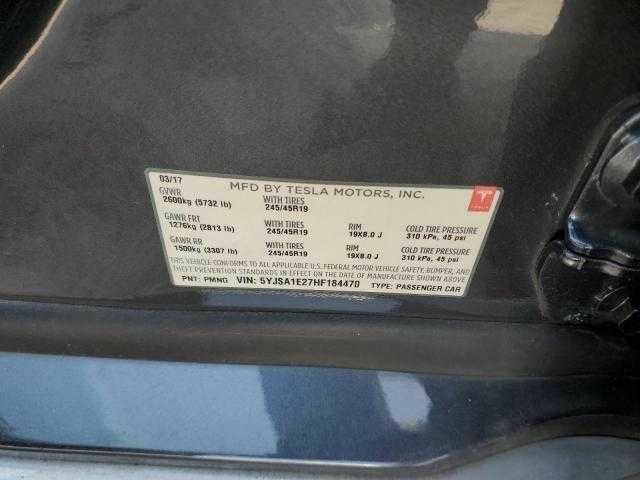 03/17 MFD BY TESLA MOTORS, INC. TESLA
GVWR WITH TIRES
2600kg (5732 lb) 245/45R19
GAWR FRT WITH TIRES RIM COLD TIRE PRESSURE
1276kg (2813 lb) 245/45R19 19X8.0 J 310 kPa, 45 psi
GAWR RR WITH TIRES RIM COLD TIRE PRESSURE
1500kg (3307 lb) 245/45R19 19X8.0 J 310 kPa, 45 psi
THIS VEHICLE CONFORMS TO ALL APPLICABLE U.S. FEDERAL MOTOR VEHICLE SAFETY, BUMPER, AND
THEFT PREVENTION STANDARDS IN EFFECT ON THE DATE OF MANUFACTURE SHOWN ABOVE.
PNT: PMNG VIN: 5YJSA1E27HF184470 TYPE: PASSENGER CAR